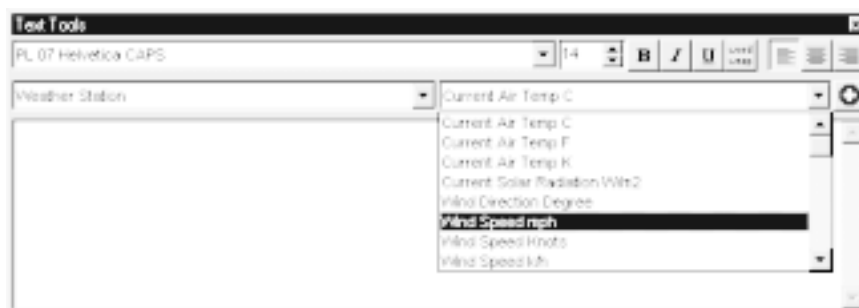 Text Tools
PL 07 Helvetica CAPS 14 B I U
Weather Station Current Air Temp C
Current Air Temp C
Current Air Temp F
Current Air Temp K
Current Solar Radiation W/m2
Wind Direction Degree
Wind Speed mph
Wind Speed Knots
Wind Speed k/h